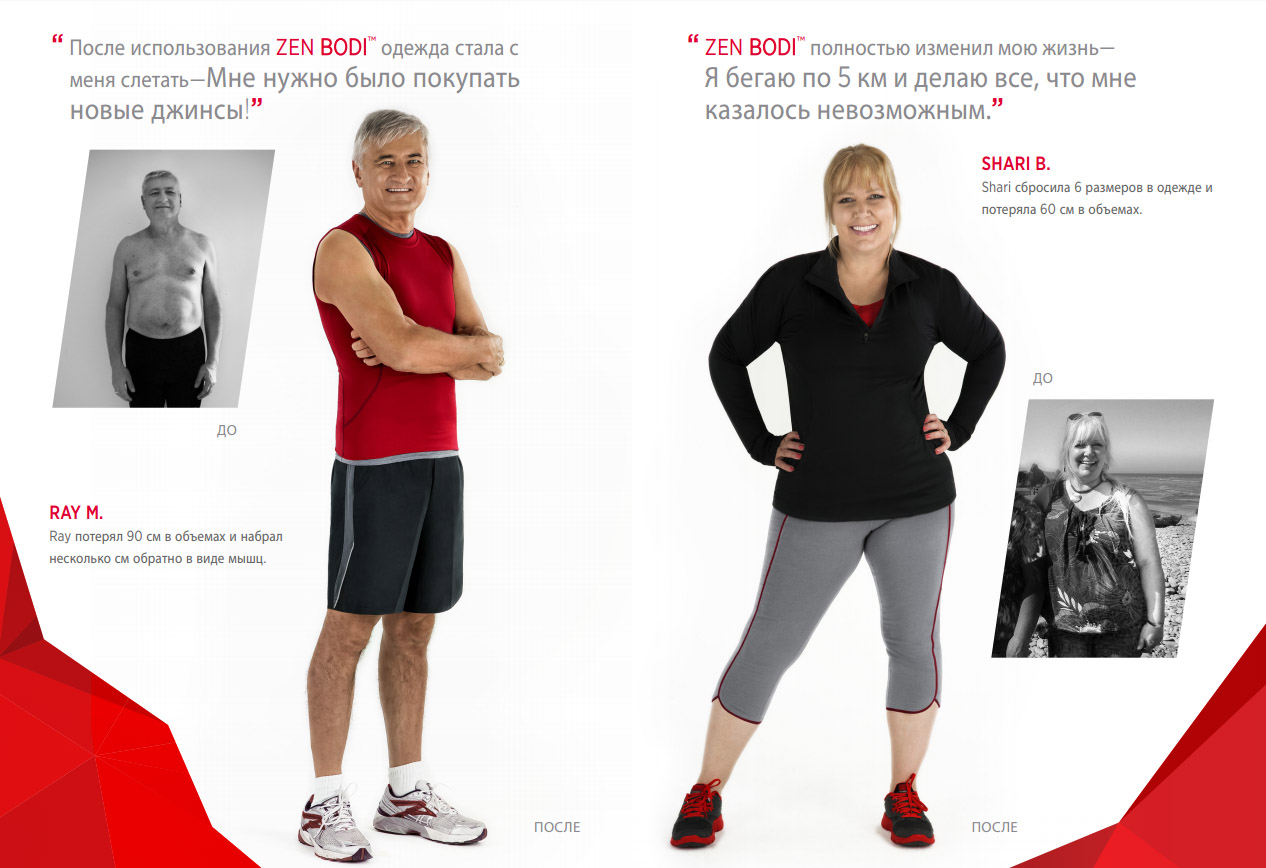 “ После использования ZEN BODI™ одежда стала с
меня слетать—Мне нужно было покупать
новые джинсы!”
ДО
RAY M.
Ray потерял 90 см в объемах и набрал
несколько см обратно в виде мышц.
ПОСЛЕ
“ ZEN BODI™ полностью изменил мою жизнь—
Я бегаю по 5 км и делаю все, что мне
казалось невозможным.”
SHARI B.
Shari сбросила 6 размеров в одежде и
потеряла 60 см в объемах.
ДО
ПОСЛЕ